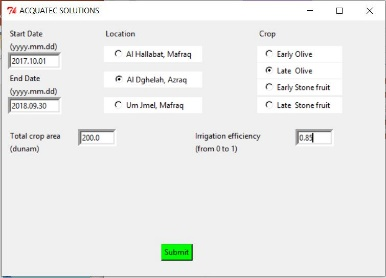 ACQUATEC SOLUTIONS
Start Date Location Crop
(yyyy.mm.dd)
2017.10.01 Al Hallabat, Mafraq Early Olive
End Date Al Dghelah, Azraq Late Olive
(yyyy.mm.dd) Early Stone fruit
2018.09.30 Um Jmel, Mafraq Late Stone fruit
Total crop area 200.0 Irrigation efficiency 0.85
(dunam) (from 0 to 1)
Submit